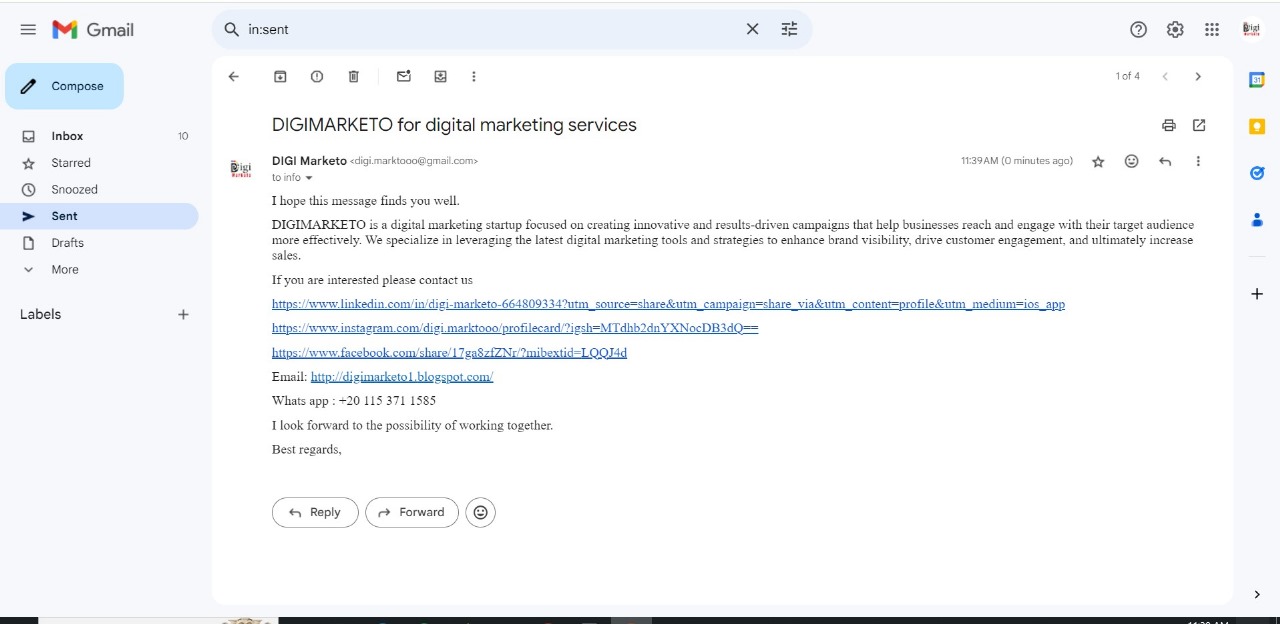 Gmail
in:sent
Compose
1 of 4
Inbox 10
Starred
Snoozed
Sent
Drafts
More
Labels
DIGIMARKETO for digital marketing services
DIGI Marketo <digi.marktooo@gmail.com>
11:39 AM (0 minutes ago)
to info
I hope this message finds you well.
DIGIMARKETO is a digital marketing startup focused on creating innovative and results-driven campaigns that help businesses reach and engage with their target audience
more effectively. We specialize in leveraging the latest digital marketing tools and strategies to enhance brand visibility, drive customer engagement, and ultimately increase
sales.
If you are interested please contact us
https://www.linkedin.com/in/digi-marketo-664809334?utm_source=share&utm_campaign=share_via&utm_content=profile&utm_medium=ios_app
https://www.instagram.com/digi.marktooo/profilecard/?igsh=MTdhb2dnYXNocDB3dQ==
https://www.facebook.com/share/17ga8zfZNr/?mibextid=LQQJ4d
Email: http://digimarketo1.blogspot.com/
Whats app : +20 115 371 1585
I look forward to the possibility of working together.
Best regards,
Reply
Forward
31